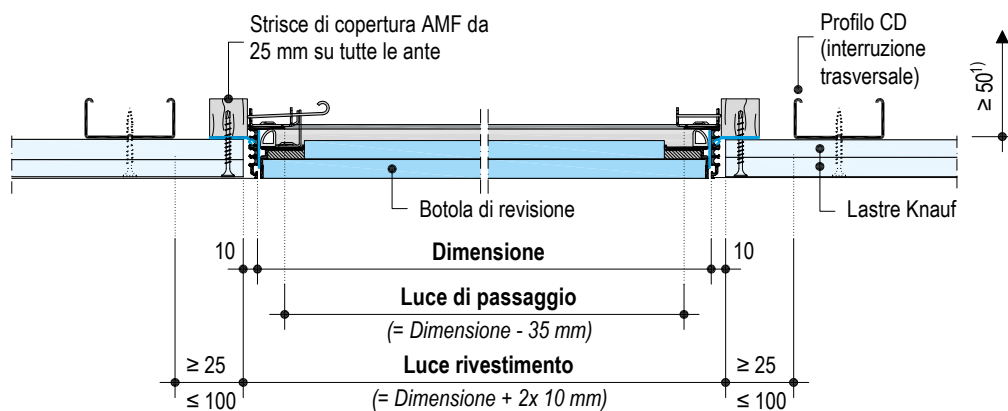 Strisce di copertura AMF da
25 mm su tutte le ante
Profilo CD
(interruzione
trasversale)
≥ 50¹⁾
Botola di revisione
Lastre Knauf
10
Dimensione
10
Luce di passaggio
(= Dimensione - 35 mm)
≥ 25
Luce rivestimento
≥ 25
≤ 100
(= Dimensione + 2x 10 mm)
≤ 100